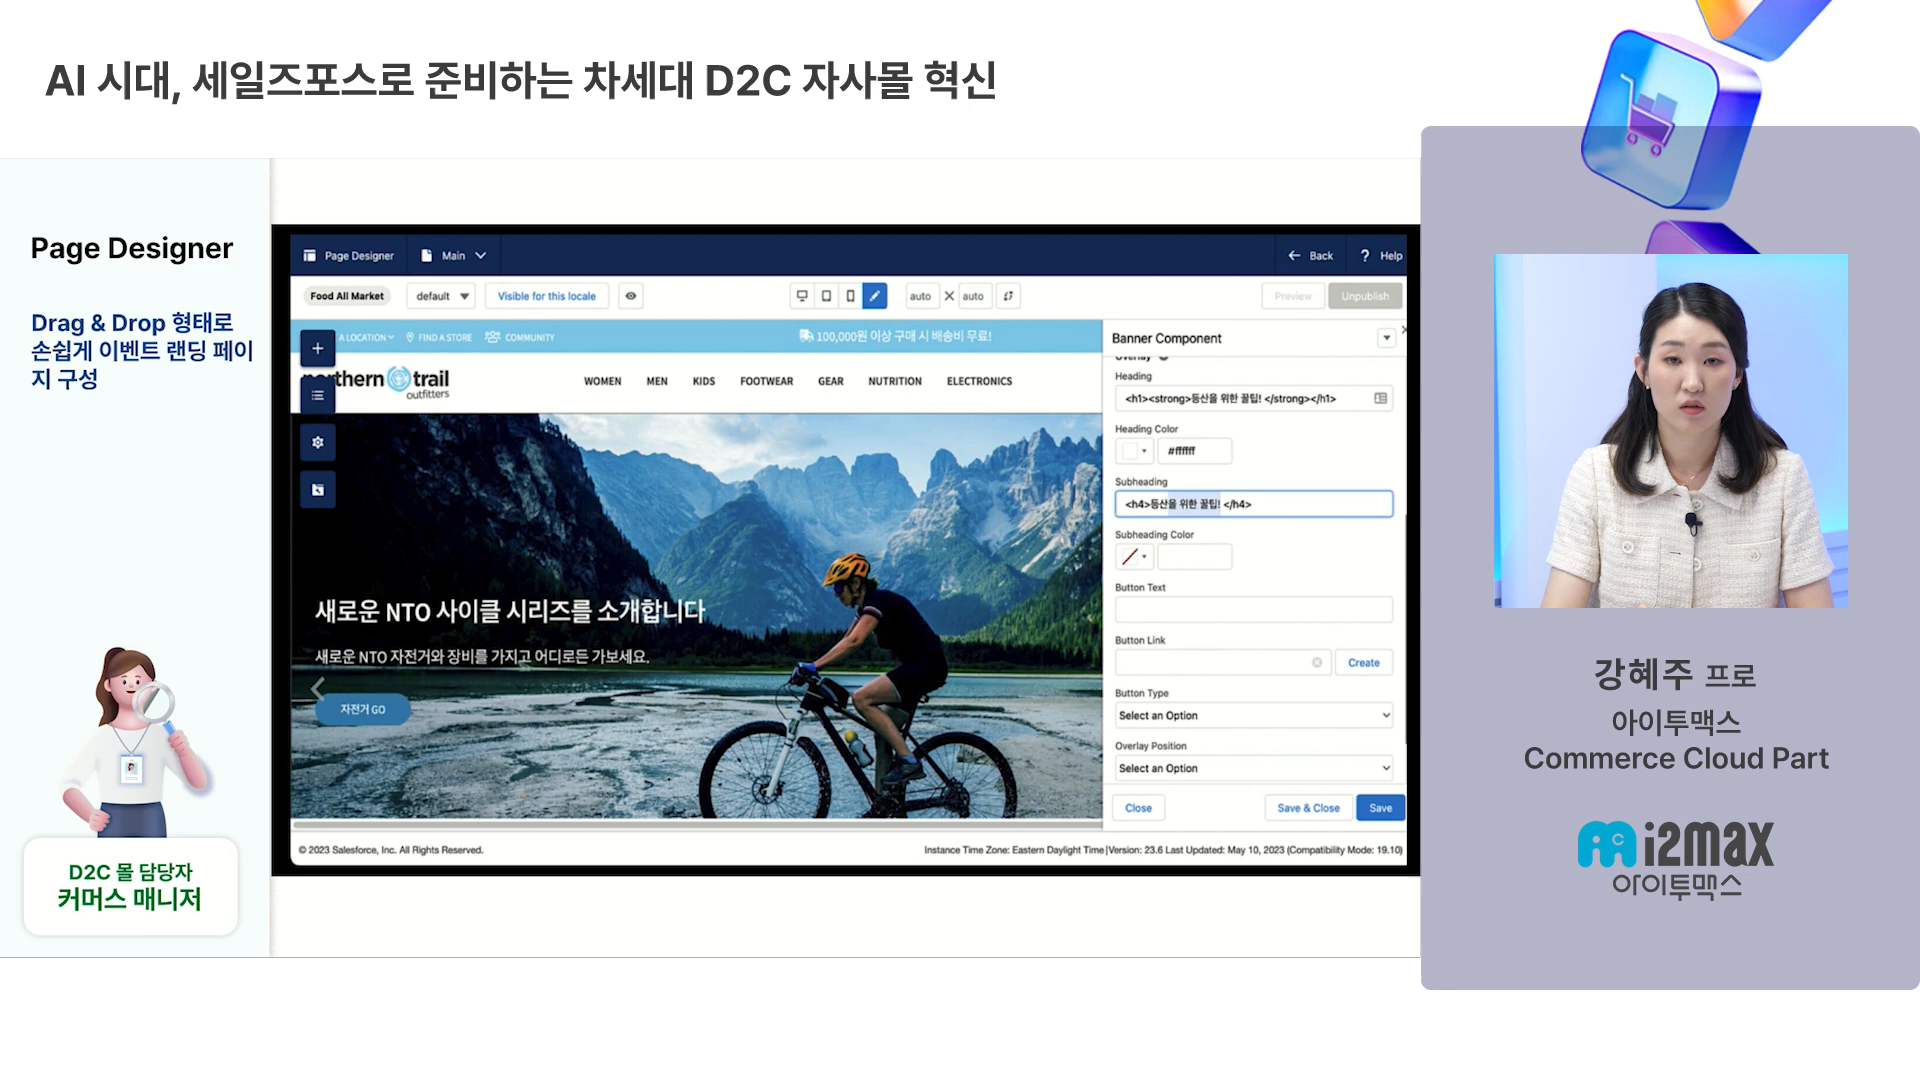 AI 시대, 세일즈포스로 준비하는 차세대 D2C 자사몰 혁신
Page Designer
Drag & Drop 형태로
손쉽게 이벤트 랜딩 페이
지 구성
D2C 몰 담당자
커머스 매니저
Page Designer
Main
Back
? Help
Food All Market
default
Visible for this locale
auto
auto
Preview
Unpublish
A LOCATION
FIND A STORE
COMMUNITY
100,000원 이상 구매 시 배송비 무료!
northern trail
outfitters
WOMEN
MEN
KIDS
FOOTWEAR
GEAR
NUTRITION
ELECTRONICS
새로운 NTO 사이클 시리즈를 소개합니다
새로운 NTO 자전거와 장비를 가지고 어디로든 가보세요.
자전거 GO
Banner Component
Overlay
Heading
<h1><strong>등산을 위한 꿀팁! </strong></h1>
Heading Color
#ffffff
Subheading
<h4>등산을 위한 꿀팁! </h4>
Subheading Color
Button Text
Button Link
Create
Button Type
Select an Option
Overlay Position
Select an Option
Close
Save & Close
Save
© 2023 Salesforce, Inc. All Rights Reserved.
Instance Time Zone: Eastern Daylight Time | Version: 23.6 Last Updated: May 10, 2023 (Compatibility Mode: 19.10)
강혜주 프로
아이투맥스
Commerce Cloud Part
i2max
아이투맥스